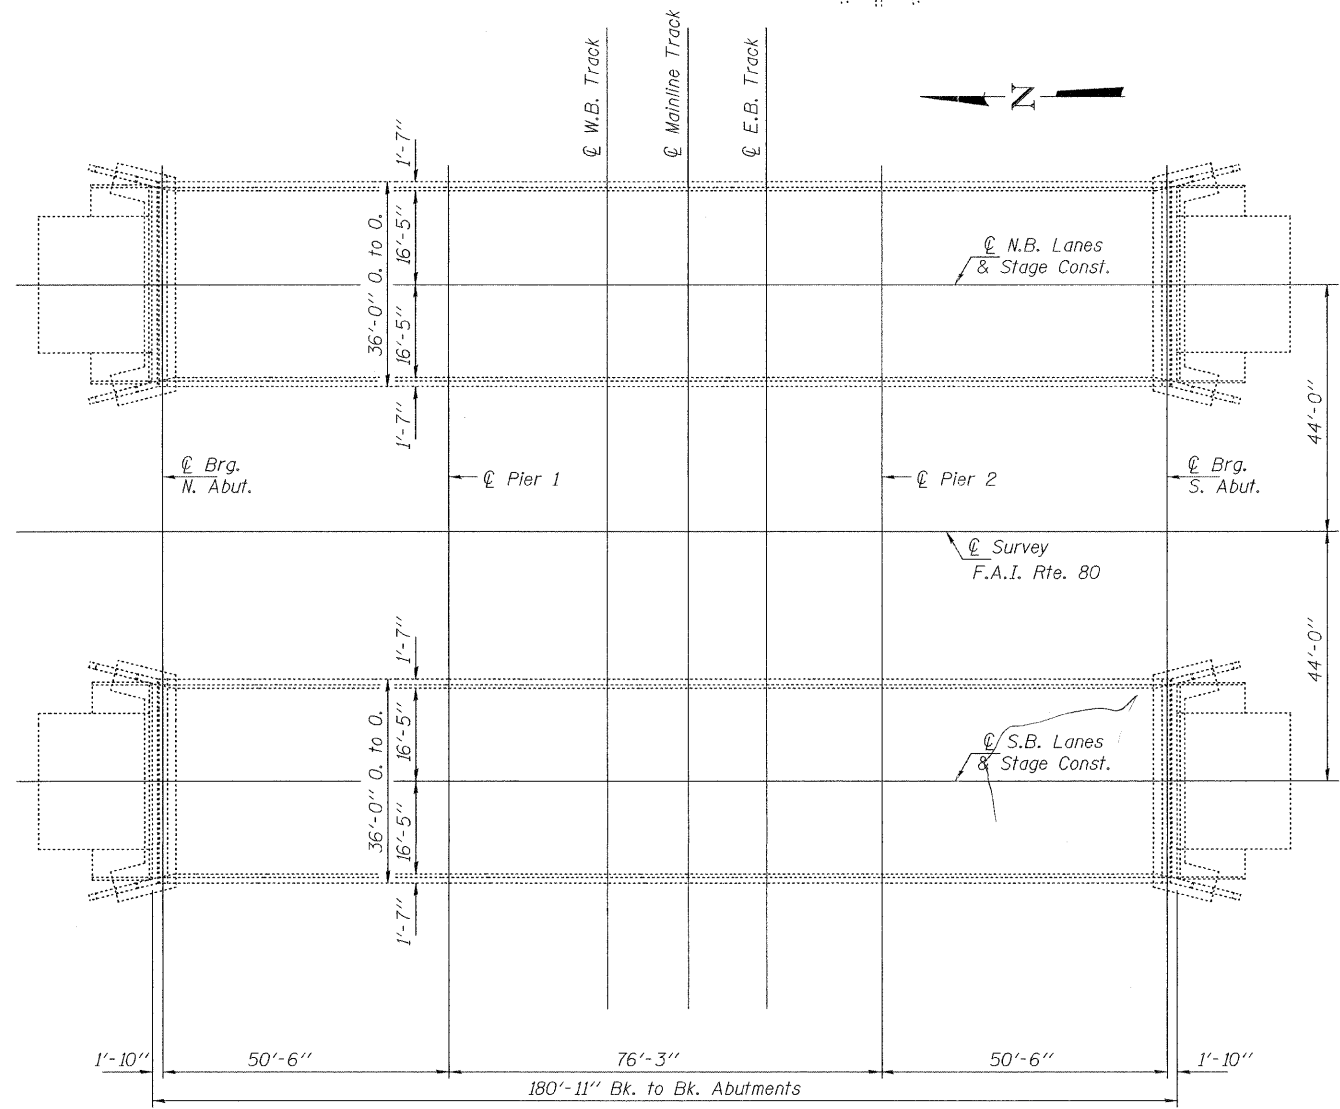 ℄ W.B. Track
℄ Mainline Track
℄ E.B. Track
N
1'-7"
36'-0" O. to O.
16'-5"
16'-5"
1'-7"
℄ N.B. Lanes
& Stage Const.
44'-0"
℄ Brg.
N. Abut.
℄ Pier 1
℄ Pier 2
℄ Brg.
S. Abut.
℄ Survey
F.A.I. Rte. 80
44'-0"
1'-7"
36'-0" O. to O.
16'-5"
16'-5"
1'-7"
℄ S.B. Lanes
& Stage Const.
1'-10"
50'-6"
76'-3"
50'-6"
1'-10"
180'-11" Bk. to Bk. Abutments